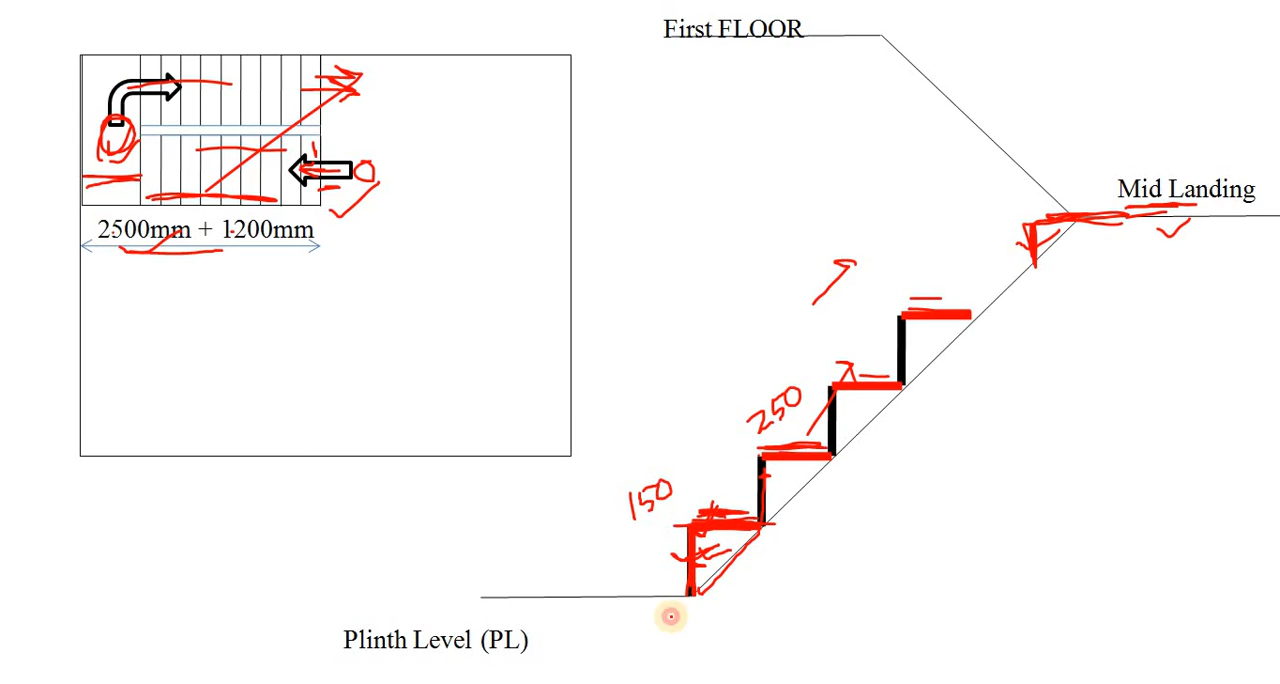 First FLOOR
Mid Landing
2500mm + 1200mm
250
150
Plinth Level (PL)